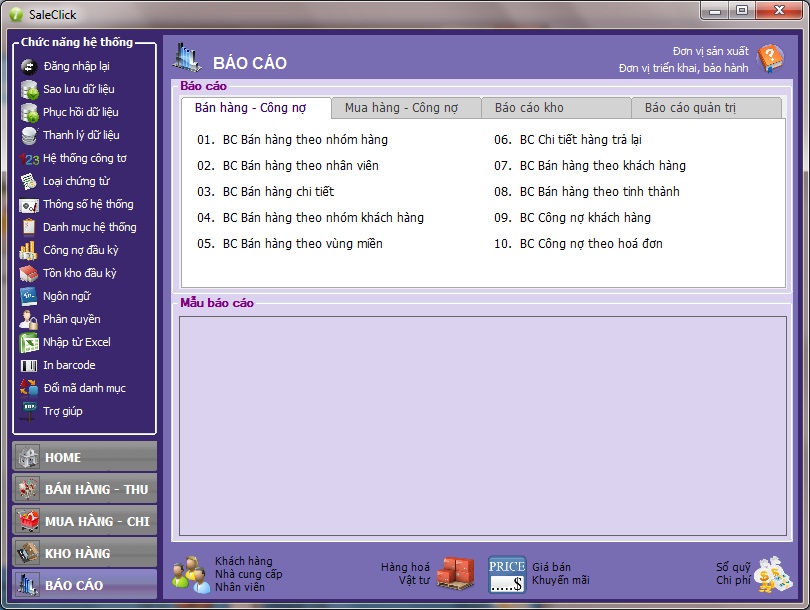 SaleClick
Chức năng hệ thống
Đăng nhập lại
Sao lưu dữ liệu
Phục hồi dữ liệu
Thanh lý dữ liệu
Hệ thống công tơ
Loại chứng từ
Thông số hệ thống
Danh mục hệ thống
Công nợ đầu kỳ
Tồn kho đầu kỳ
Ngôn ngữ
Phân quyền
Nhập từ Excel
In barcode
Đổi mã danh mục
Trợ giúp
HOME
BÁN HÀNG - THU
MUA HÀNG - CHI
KHO HÀNG
BÁO CÁO
BÁO CÁO
Đơn vị sản xuất
Đơn vị triển khai, bảo hành
Báo cáo
Bán hàng - Công nợ
Mua hàng - Công nợ
Báo cáo kho
Báo cáo quản trị
01. BC Bán hàng theo nhóm hàng
02. BC Bán hàng theo nhân viên
03. BC Bán hàng chi tiết
04. BC Bán hàng theo nhóm khách hàng
05. BC Bán hàng theo vùng miền
06. BC Chi tiết hàng trả lại
07. BC Bán hàng theo khách hàng
08. BC Bán hàng theo tỉnh thành
09. BC Công nợ khách hàng
10. BC Công nợ theo hoá đơn
Mẫu báo cáo
Khách hàng
Nhà cung cấp
Nhân viên
Hàng hoá
Vật tư
PRICE
....$
Giá bán
Khuyến mãi
Sổ quỹ
Chi phí